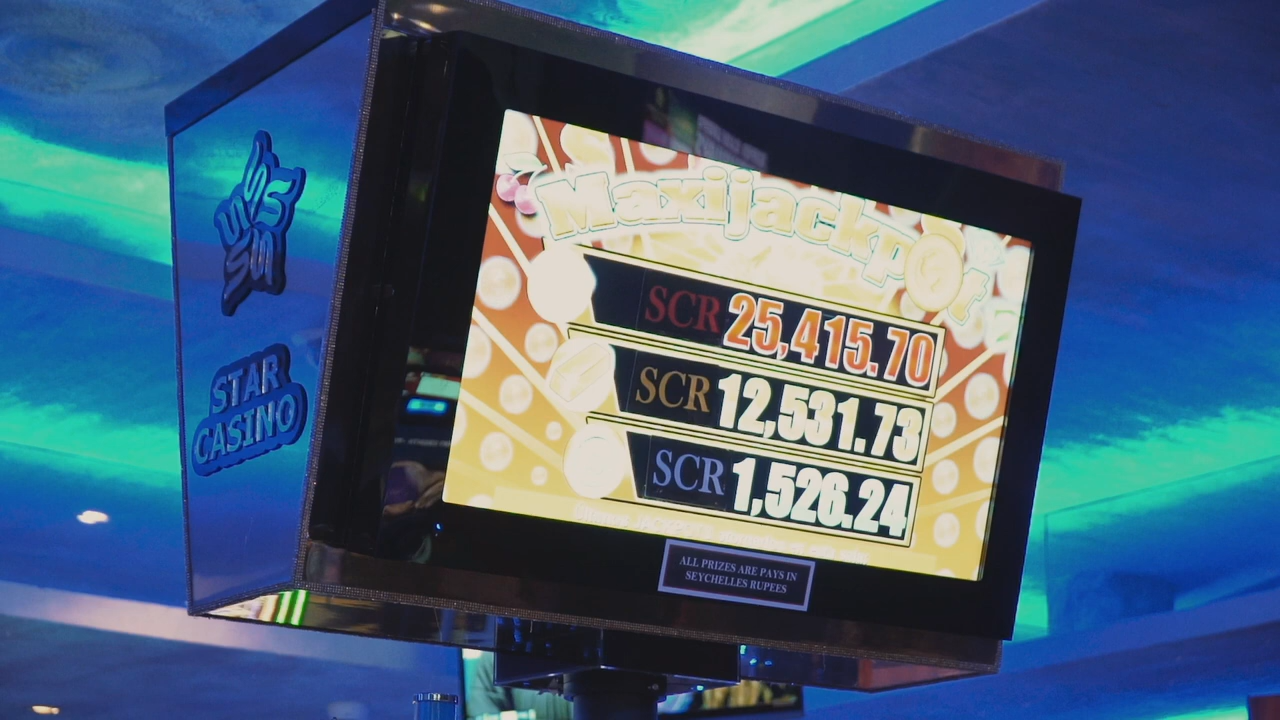 STAR
CASINO
Maxijackpot
SCR 25,415.70
SCR 12,531.73
SCR 1,526.24
ALL PRIZES ARE PAYS IN
SEYCHELLES RUPEES